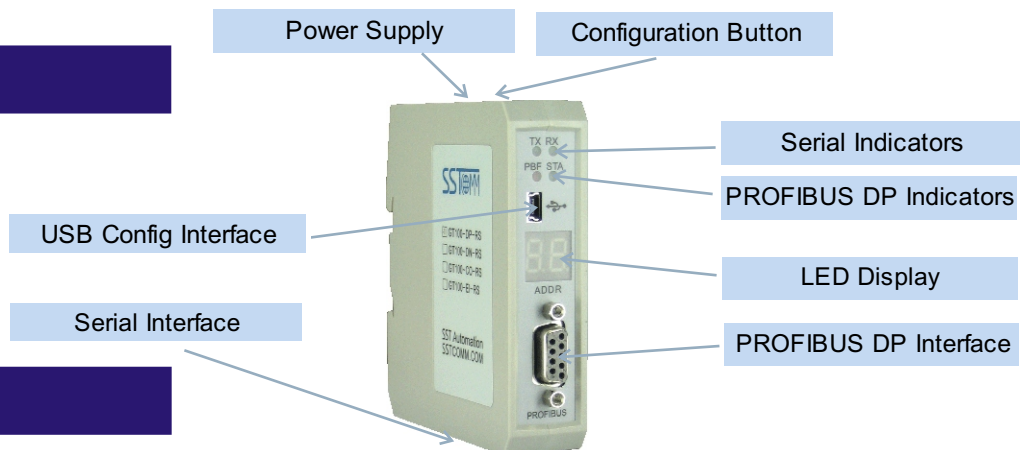 Power Supply
Configuration Button
Serial Indicators
PROFIBUS DP Indicators
USB Config Interface
LED Display
Serial Interface
PROFIBUS DP Interface
TX RX
PBF STA
SSTCOMM
GT100-DP-RS
GT100-DN-RS
GT100-CO-RS
GT100-EI-RS
ADDR
SST Automation
SSTCOMM.COM
PROFIBUS